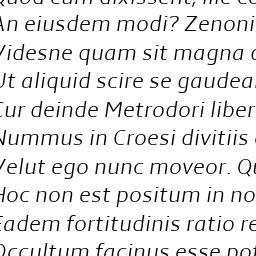 Quod cum dixissent, ille co
An eiusdem modi? Zenoni
Videsne quam sit magna d
Ut aliquid scire se gaudea
Cur deinde Metrodori liber
Nummus in Croesi divitiis
Velut ego nunc moveor. Qu
Hoc non est positum in no
Eadem fortitudinis ratio re
Occultum facinus esse pot